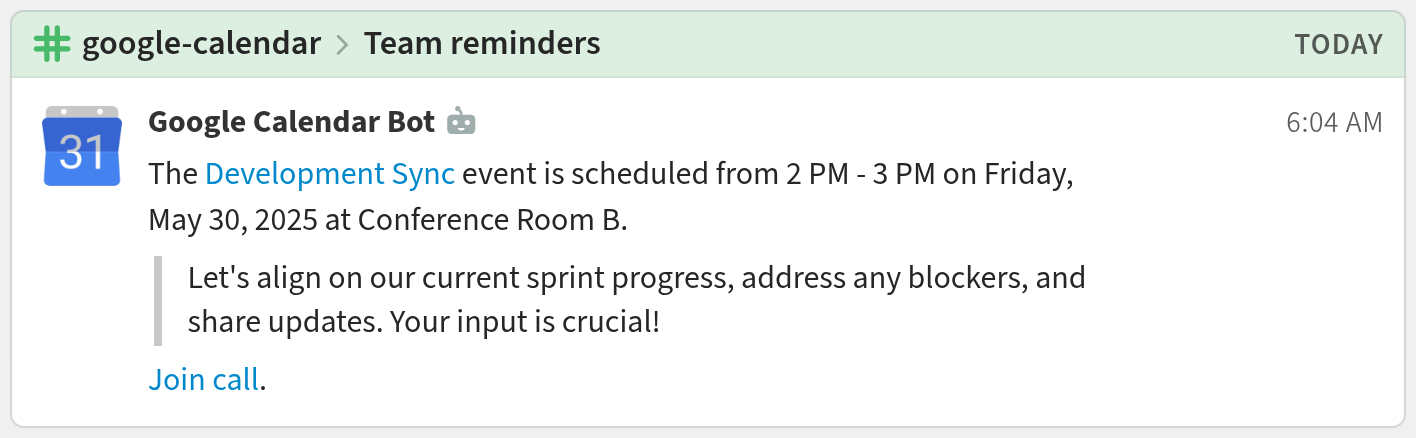 google-calendar > Team reminders TODAY
31
Google Calendar Bot 6:04 AM
The Development Sync event is scheduled from 2 PM - 3 PM on Friday,
May 30, 2025 at Conference Room B.
Let's align on our current sprint progress, address any blockers, and
share updates. Your input is crucial!
Join call.